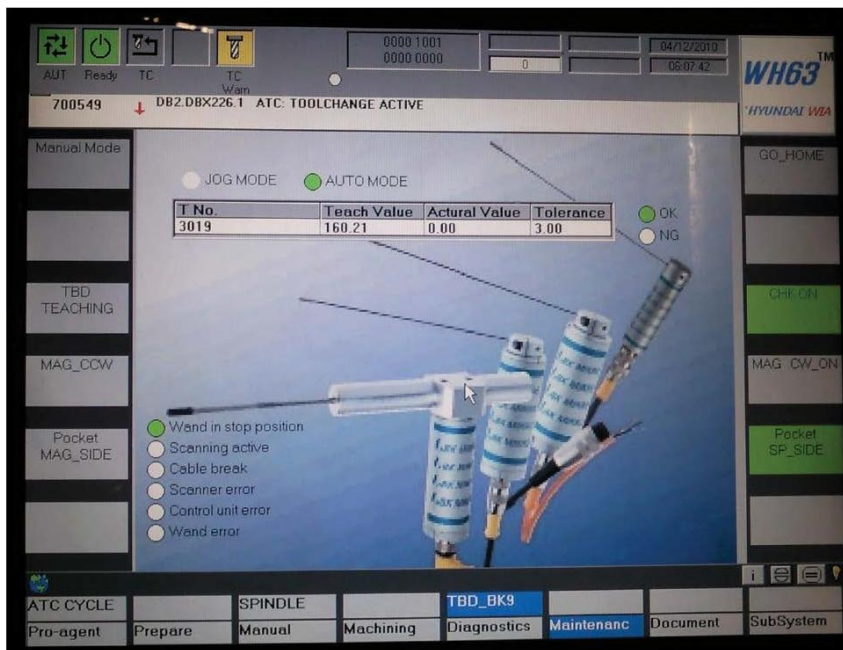 AUT Ready TC TC Warn
0000 1001
0000 0000
0
04/12/2010
06:07:42
WH63 TM
HYUNDAI WIA
700549 DB2.DBX226.1 ATC: TOOLCHANGE ACTIVE
Manual Mode
GO_HOME
JOG MODE AUTO MODE
T No. Teach Value Actural Value Tolerance
3019 160.21 0.00 3.00
OK
NG
TBD TEACHING
CHK ON
MAG_CCW
MAG CW_ON
Pocket MAG_SIDE
Pocket SP_SIDE
Wand in stop position
Scanning active
Cable break
Scanner error
Control unit error
Wand error
ATC CYCLE SPINDLE TBD_BK9
Pro-agent Prepare Manual Machining Diagnostics Maintenanc Document SubSystem